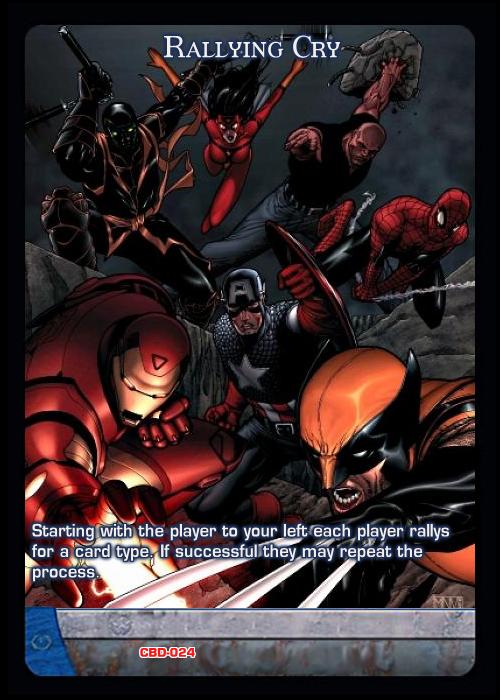 Rallying Cry
Starting with the player to your left each player rallys
for a card type. If successful they may repeat the
process.
CBD-024